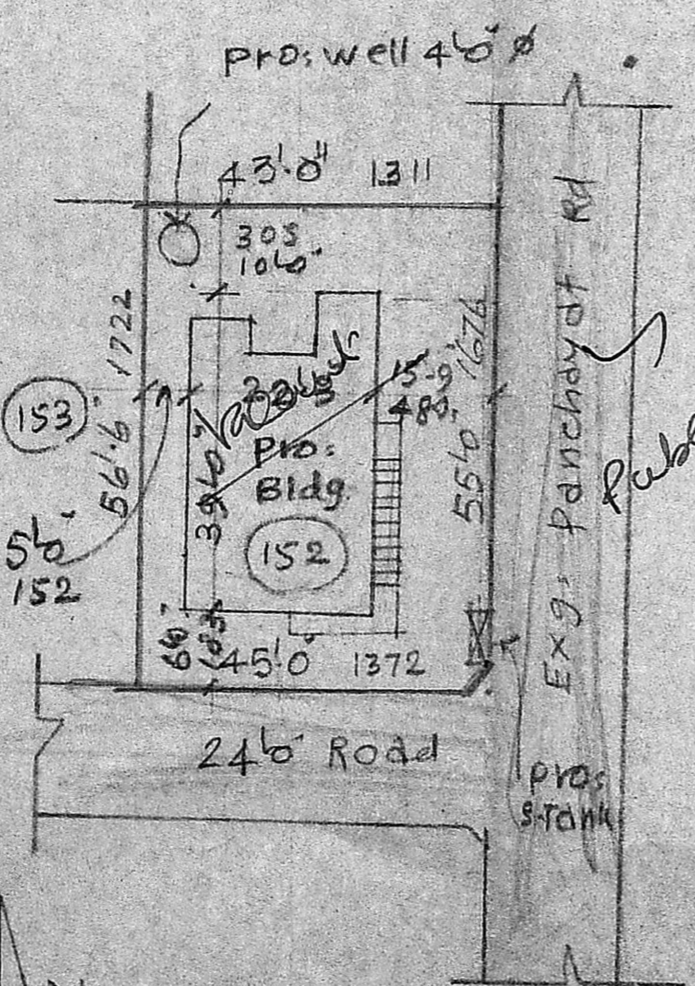 pro: well 4'0" Ø
43'-0" 1311
305
10'0"
1722
56'-6"
153
5'0"
152
39'0"
Pro:
Bldg.
152
15-9"
480
1676
55'0
6'0"
183
45'-0" 1372
24'0" Road
Exg. Panchayat Rd
pro:
S.Tank